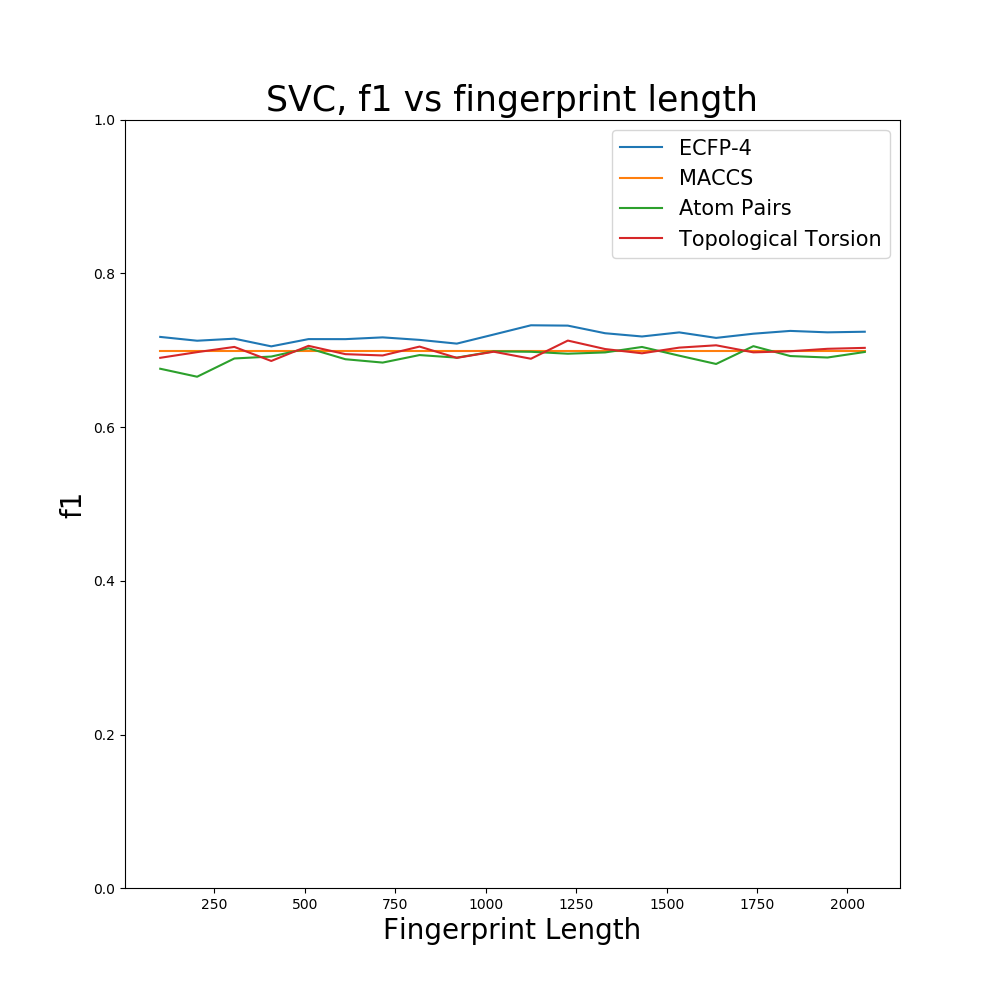 SVC, f1 vs fingerprint length
1.0
ECFP-4
MACCS
Atom Pairs
Topological Torsion
0.8
0.6
f1
0.4
0.2
0.0
250 500 750 1000 1250 1500 1750 2000
Fingerprint Length